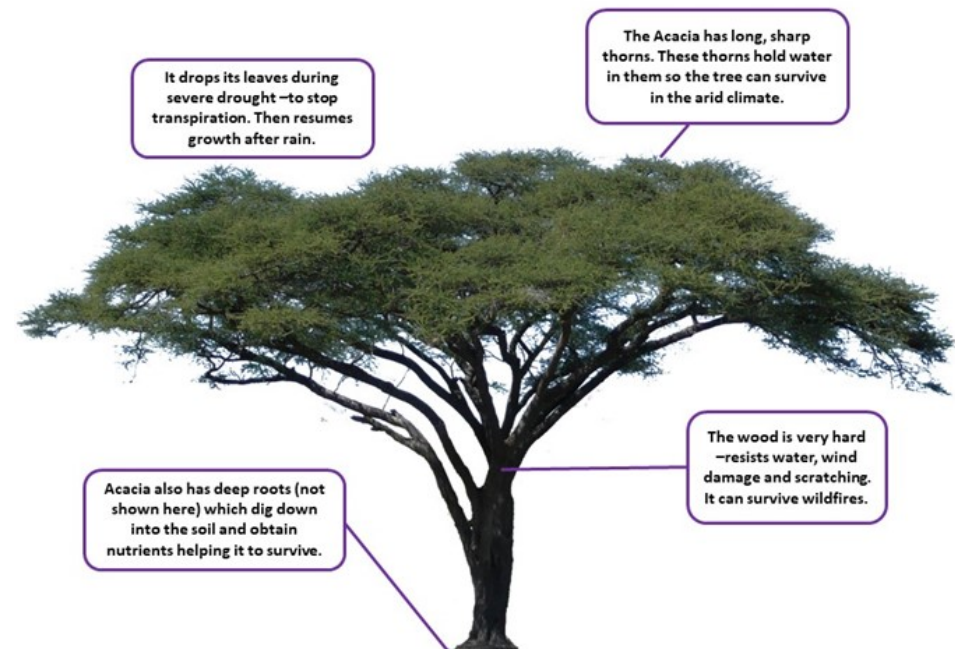 It drops its leaves during
severe drought –to stop
transpiration. Then resumes
growth after rain.
The Acacia has long, sharp
thorns. These thorns hold water
in them so the tree can survive
in the arid climate.
The wood is very hard
–resists water, wind
damage and scratching.
It can survive wildfires.
Acacia also has deep roots (not
shown here) which dig down
into the soil and obtain
nutrients helping it to survive.